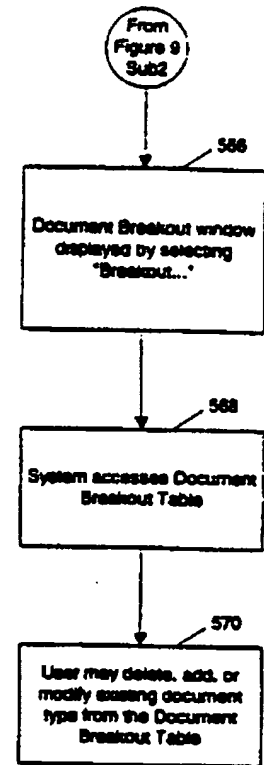 From
Figure 9
Sub2
566
Document Breakout window
displayed by selecting
"Breakout..."
568
System accesses Document
Breakout Table
570
User may delete, add, or
modify existing document
type from the Document
Breakout Table